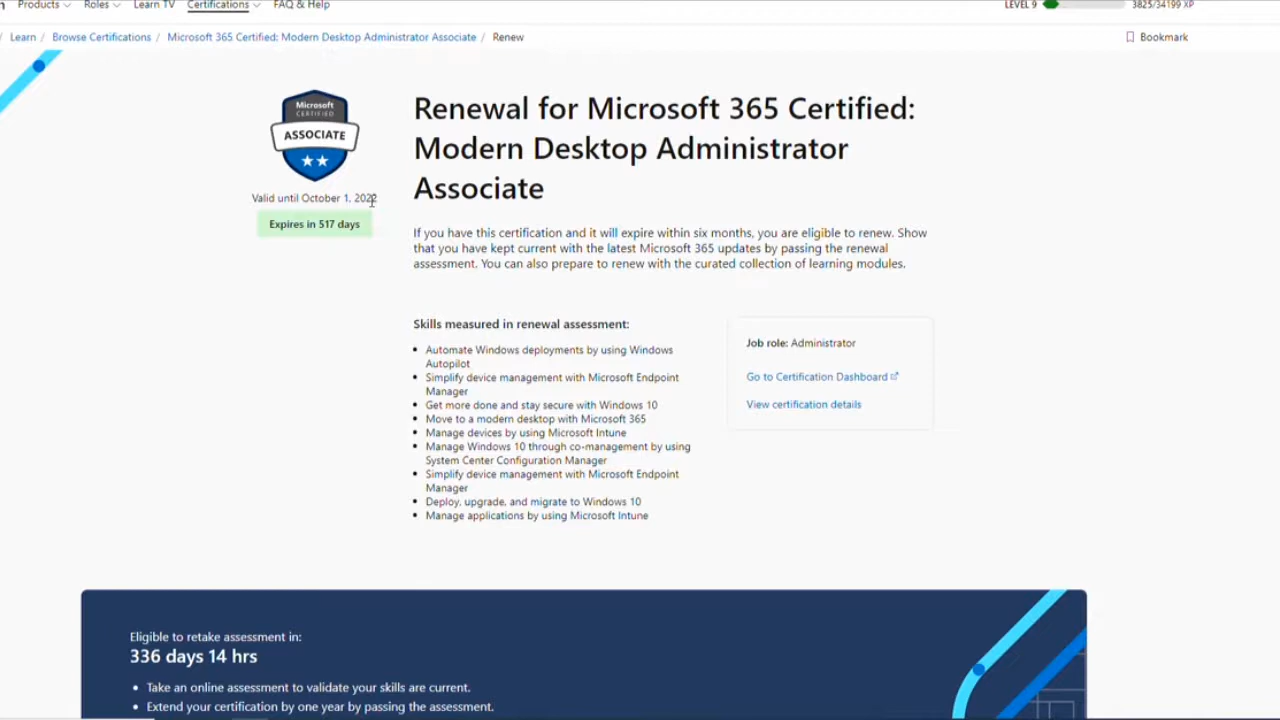 n Products Roles Learn TV Certifications FAQ & Help LEVEL 9 3825/34199 XP
Learn / Browse Certifications / Microsoft 365 Certified: Modern Desktop Administrator Associate / Renew Bookmark
Microsoft
CERTIFIED
ASSOCIATE
Valid until October 1, 2022
Expires in 517 days
Renewal for Microsoft 365 Certified:
Modern Desktop Administrator
Associate
If you have this certification and it will expire within six months, you are eligible to renew. Show
that you have kept current with the latest Microsoft 365 updates by passing the renewal
assessment. You can also prepare to renew with the curated collection of learning modules.
Skills measured in renewal assessment:
• Automate Windows deployments by using Windows
Autopilot
• Simplify device management with Microsoft Endpoint
Manager
• Get more done and stay secure with Windows 10
• Move to a modern desktop with Microsoft 365
• Manage devices by using Microsoft Intune
• Manage Windows 10 through co-management by using
System Center Configuration Manager
• Simplify device management with Microsoft Endpoint
Manager
• Deploy, upgrade, and migrate to Windows 10
• Manage applications by using Microsoft Intune
Job role: Administrator
Go to Certification Dashboard
View certification details
Eligible to retake assessment in:
336 days 14 hrs
• Take an online assessment to validate your skills are current.
• Extend your certification by one year by passing the assessment.